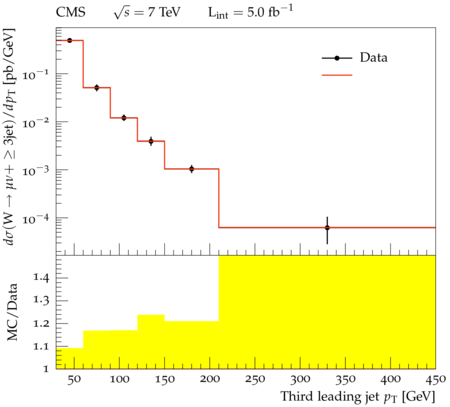 CMS √s = 7 TeV L_int = 5.0 fb⁻¹
dσ(W → μν+ ≥ 3jet)/dp_T [pb/GeV]
Data
10⁻¹
10⁻²
10⁻³
10⁻⁴
MC/Data
1.4
1.3
1.2
1.1
1
50 100 150 200 250 300 350 400 450
Third leading jet p_T [GeV]